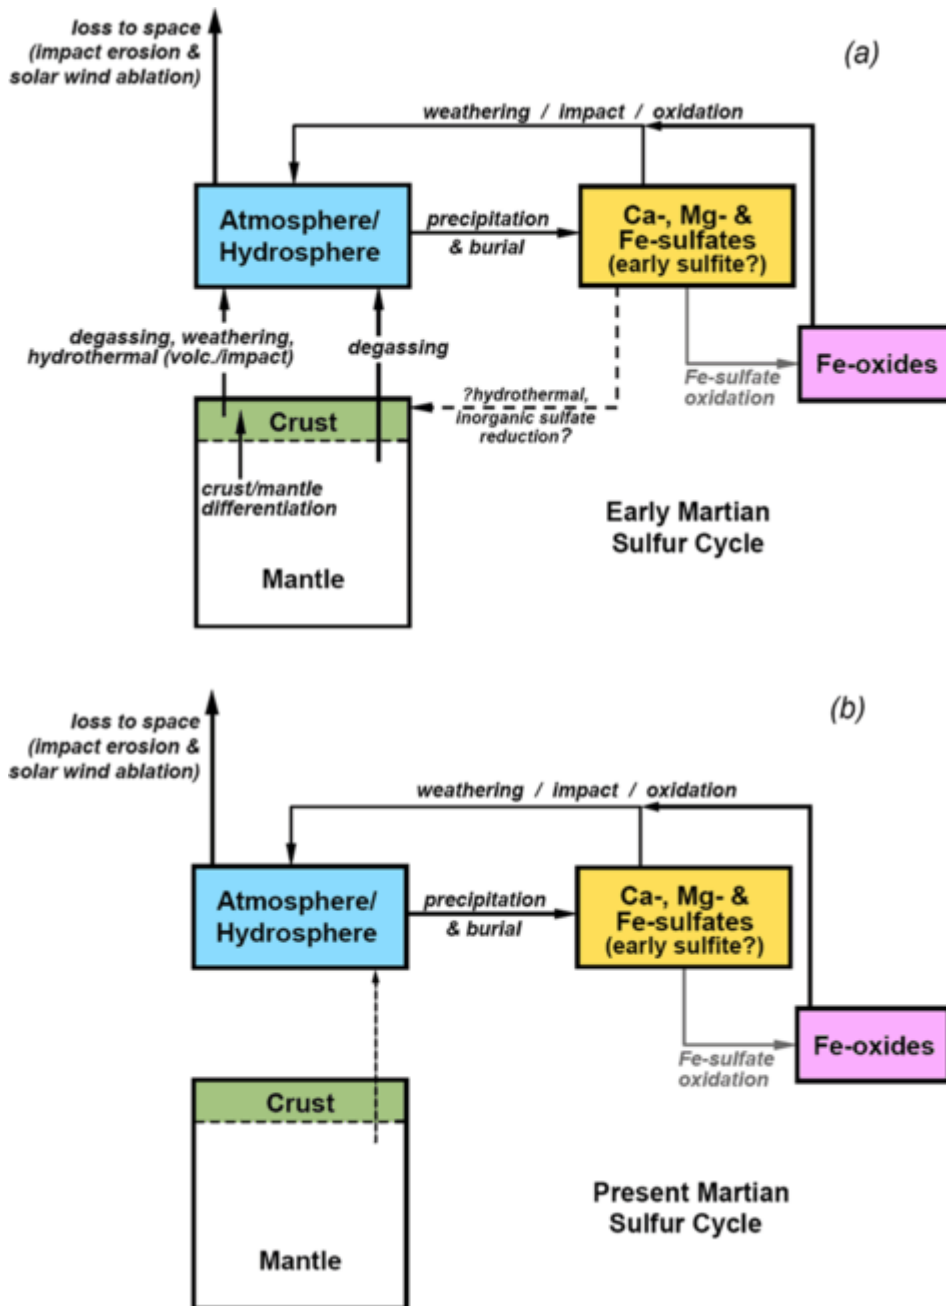 loss to space
(impact erosion &
solar wind ablation)
(a)
weathering / impact / oxidation
Atmosphere/
Hydrosphere
precipitation
& burial
Ca-, Mg- &
Fe-sulfates
(early sulfite?)
degassing, weathering,
hydrothermal (volc./impact)
degassing
Fe-oxides
Fe-sulfate
oxidation
?hydrothermal,
inorganic sulfate
reduction?
Crust
crust/mantle
differentiation
Mantle
Early Martian
Sulfur Cycle
loss to space
(impact erosion &
solar wind ablation)
(b)
weathering / impact / oxidation
Atmosphere/
Hydrosphere
precipitation
& burial
Ca-, Mg- &
Fe-sulfates
(early sulfite?)
Fe-oxides
Fe-sulfate
oxidation
Crust
Mantle
Present Martian
Sulfur Cycle